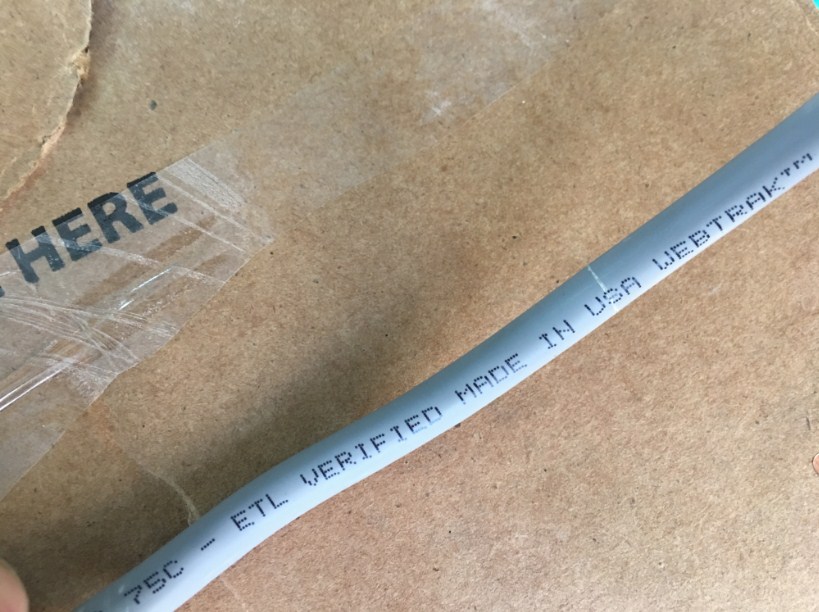 HERE
75C - ETL VERIFIED MADE IN USA WEBTRAK™